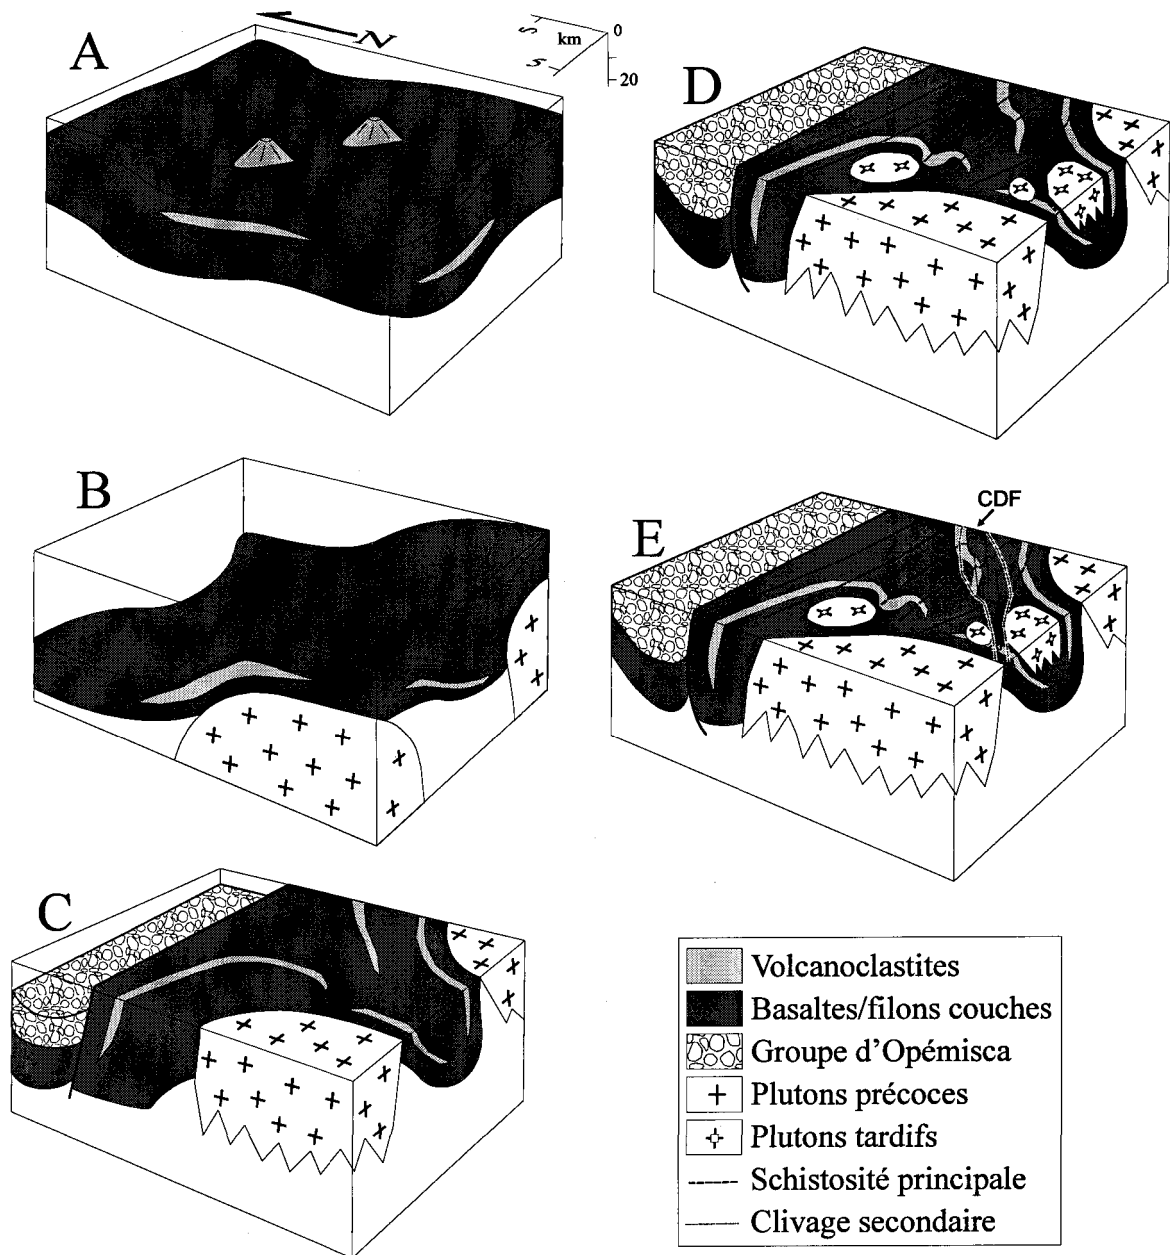 A
N
5
5
km
0
20
D
B
CDF
E
C
Volcanoclastites
Basaltes/filons couches
Groupe d'Opémisca
Plutons précoces
Plutons tardifs
Schistosité principale
Clivage secondaire